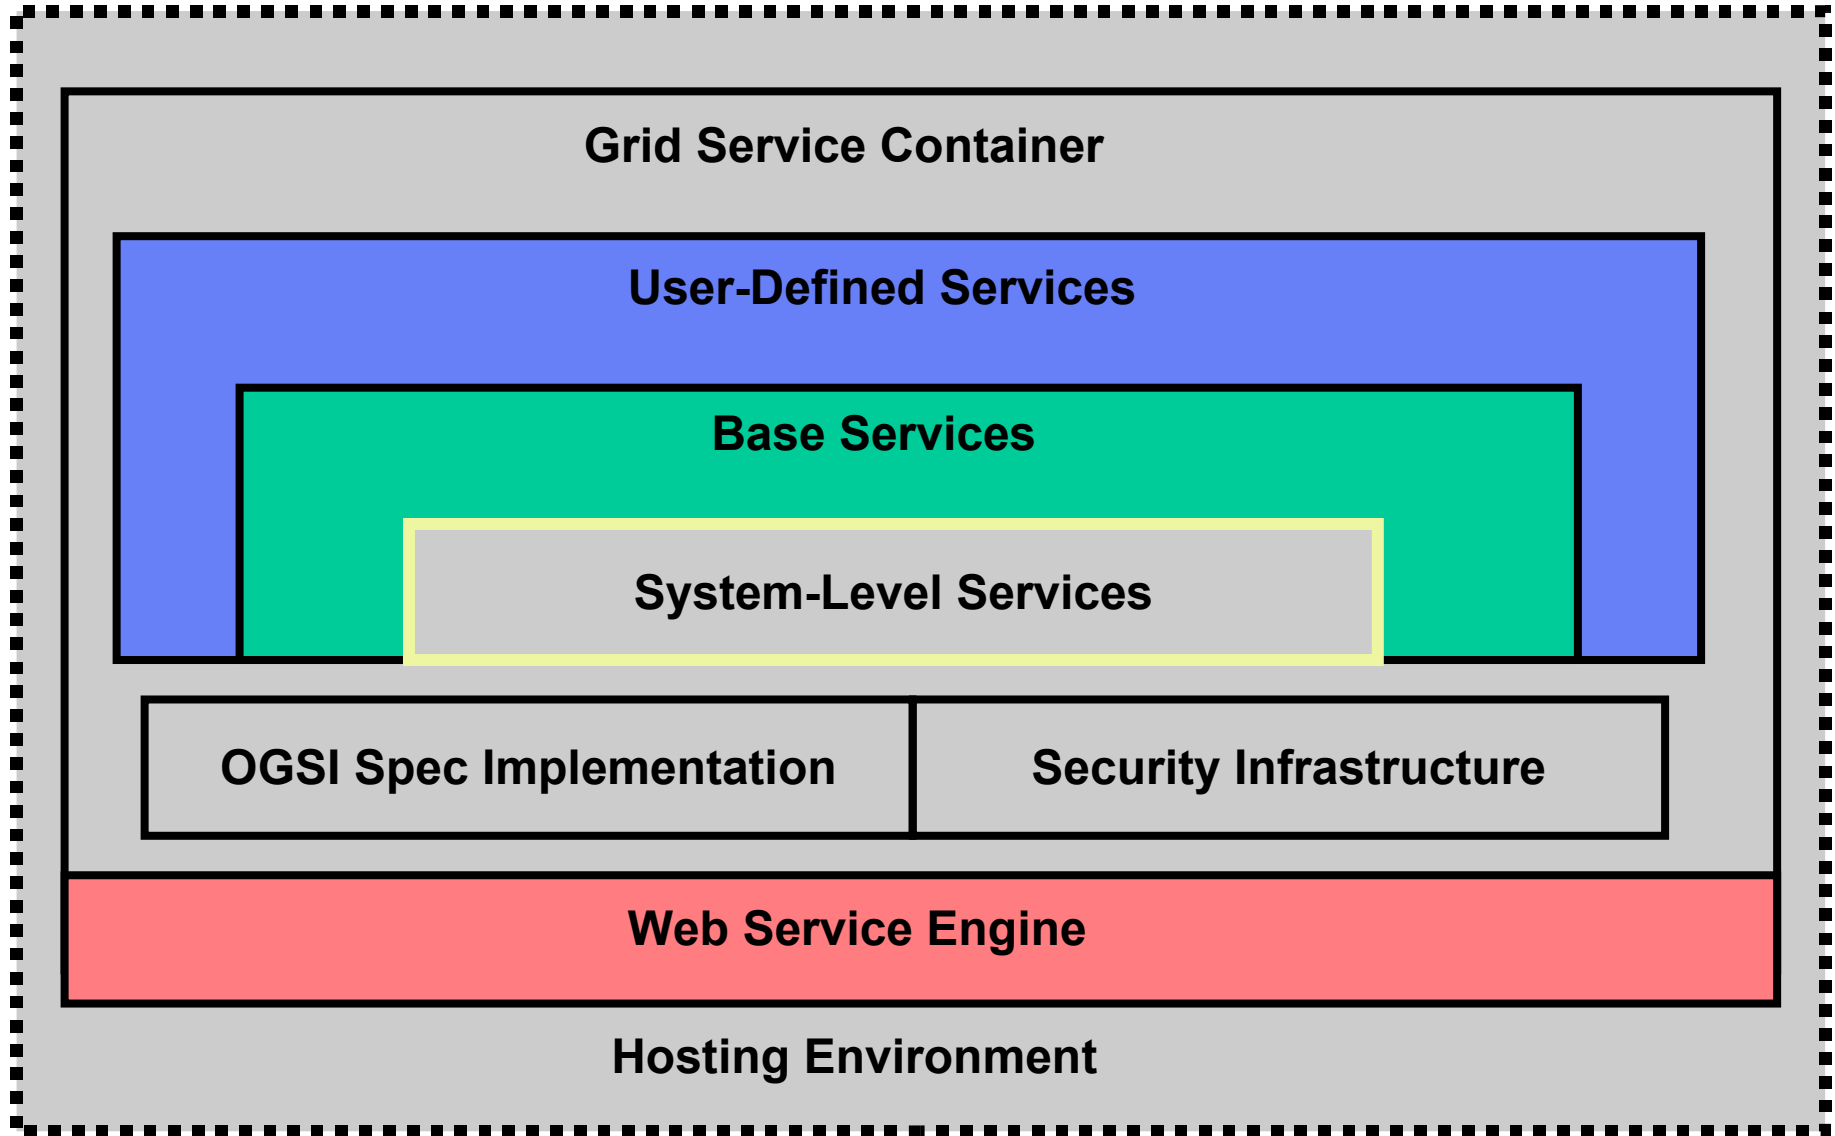 Grid Service Container
User-Defined Services
Base Services
System-Level Services
OGSI Spec Implementation
Security Infrastructure
Web Service Engine
Hosting Environment